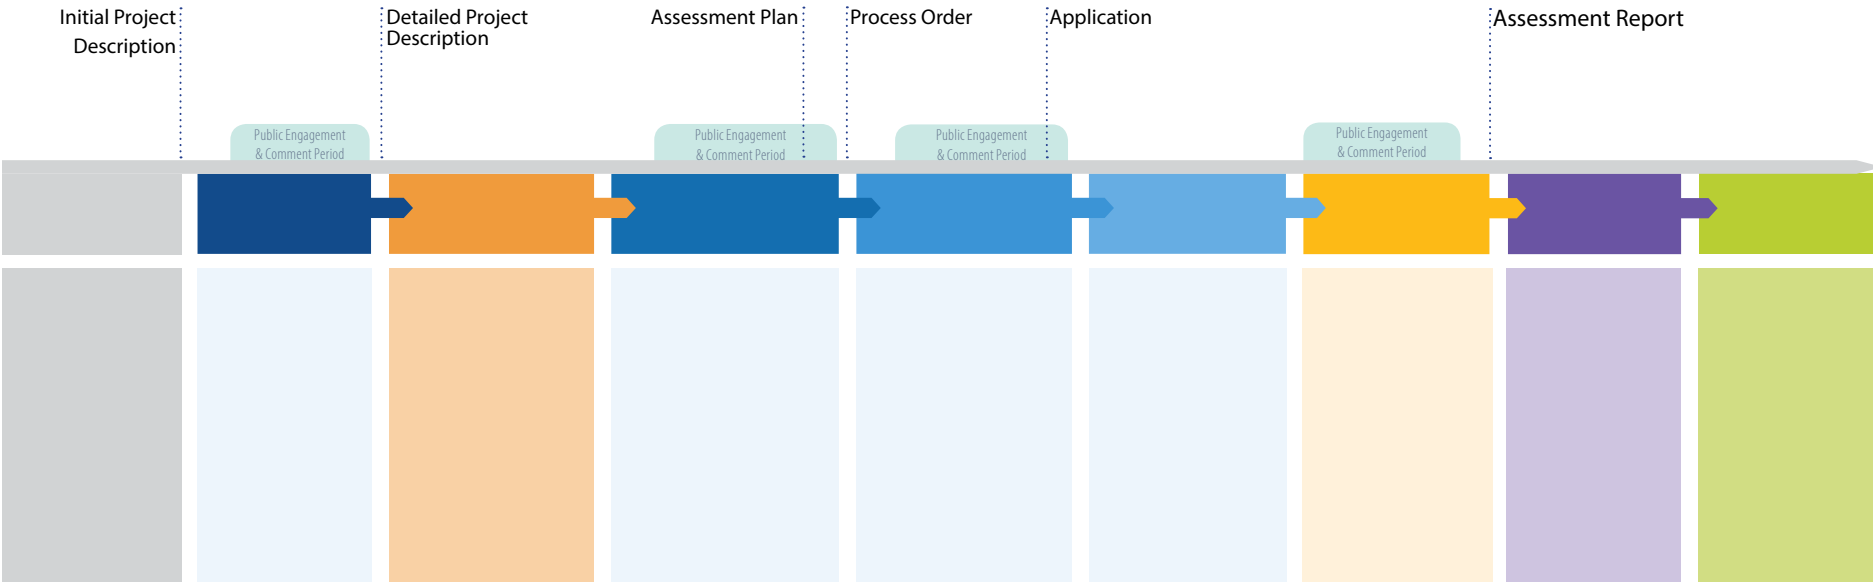 Initial Project
Description
Detailed Project
Description
Assessment Plan
Process Order
Application
Assessment Report
Public Engagement
& Comment Period
Public Engagement
& Comment Period
Public Engagement
& Comment Period
Public Engagement
& Comment Period